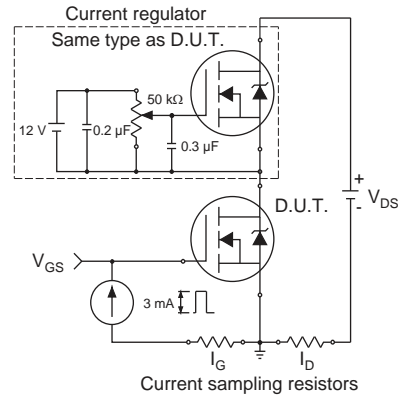 Current regulator
Same type as D.U.T.
50 kΩ
12 V
0.2 µF
0.3 µF
+
V_DS
-
D.U.T.
V_GS
3 mA
I_G
I_D
Current sampling resistors